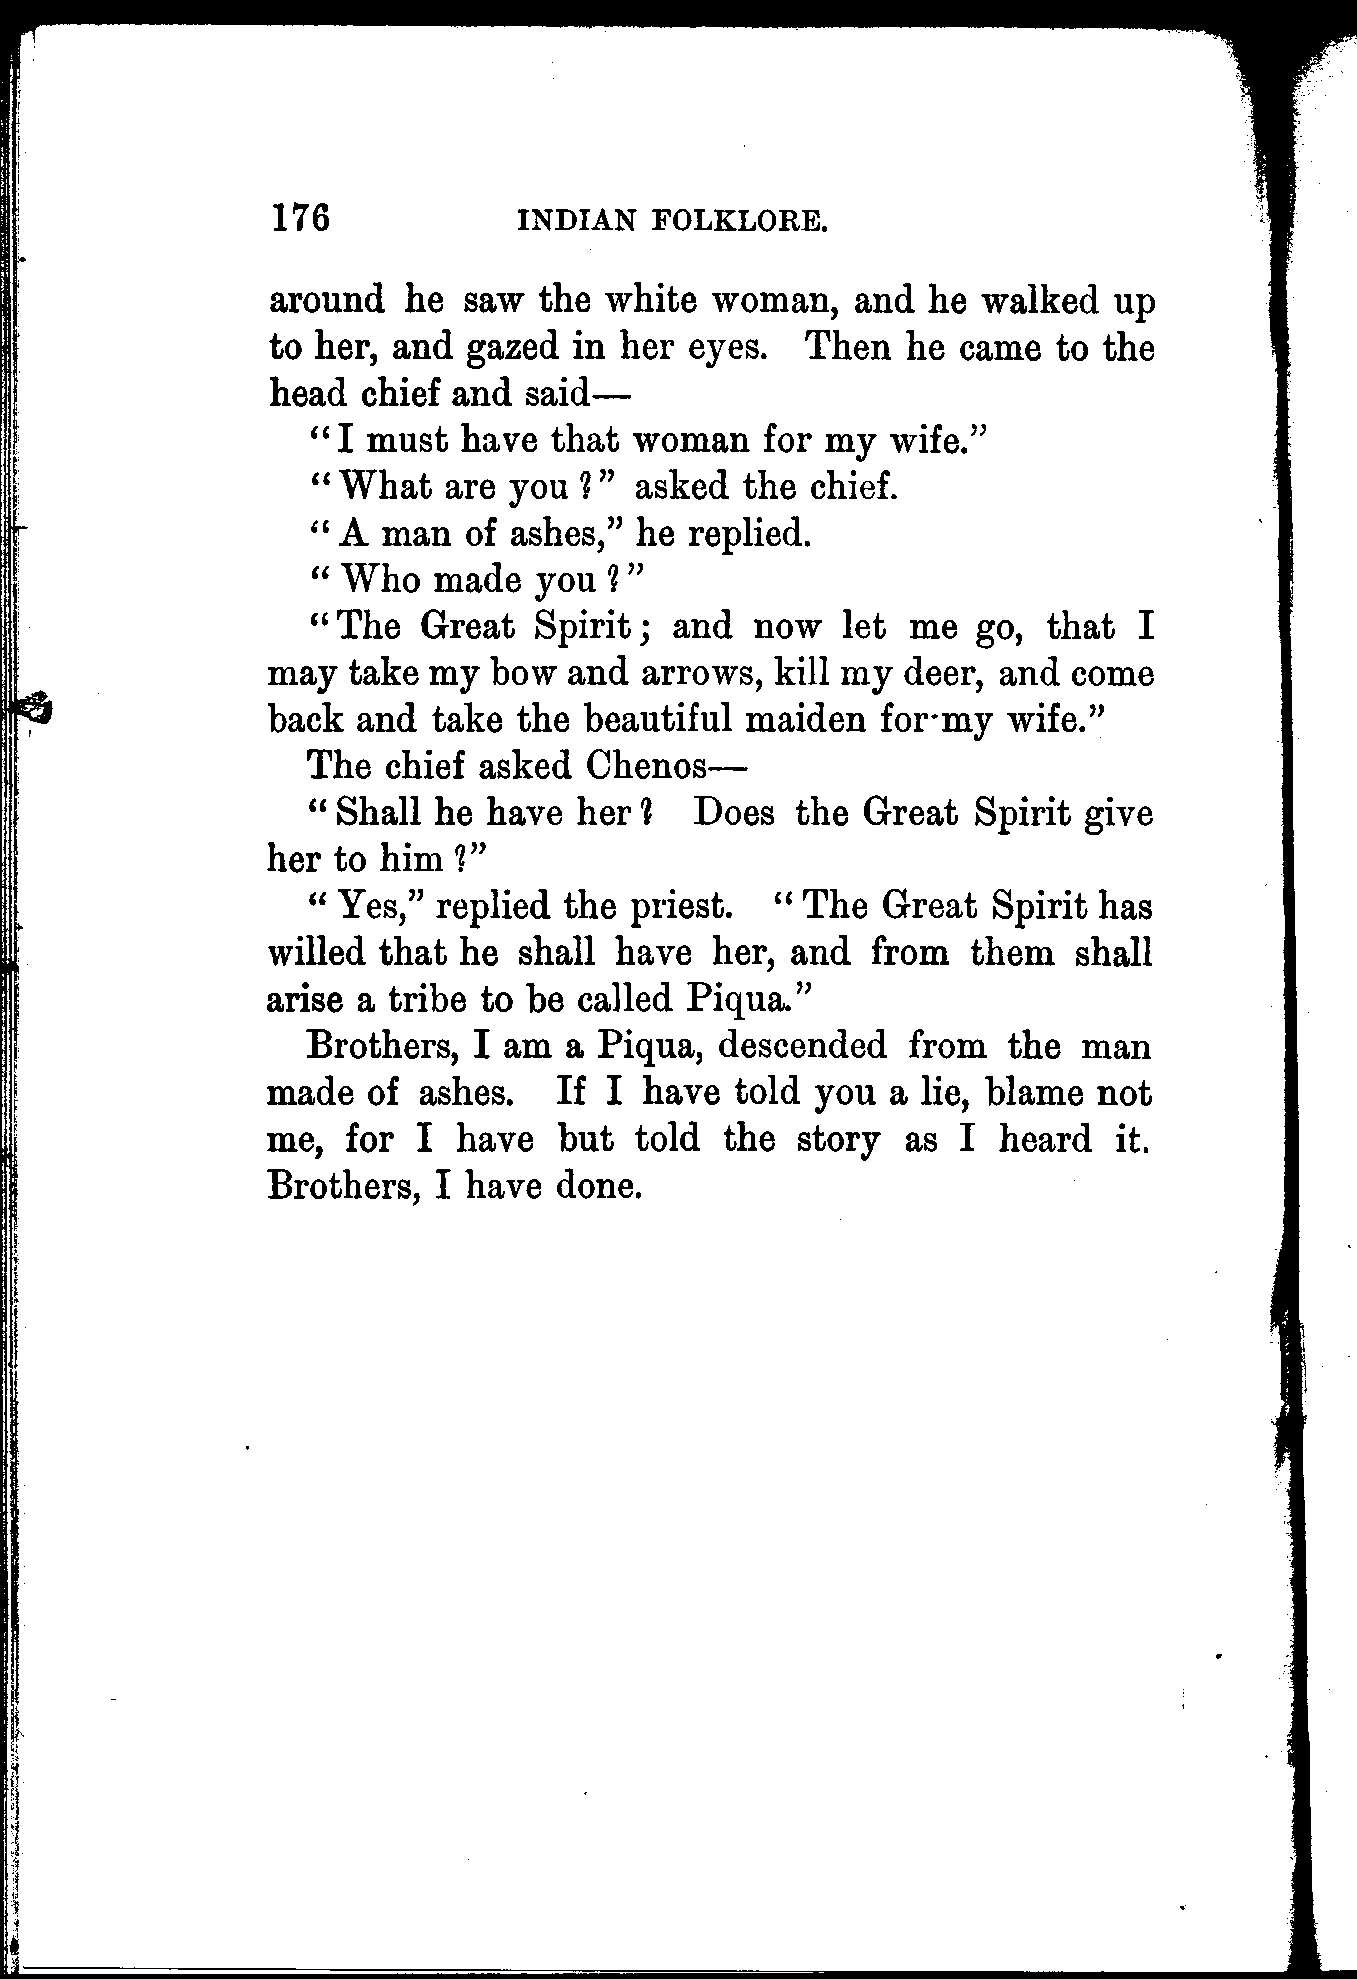 176 INDIAN FOLKLORE.
around he saw the white woman, and he walked up
to her, and gazed in her eyes. Then he came to the
head chief and said—
"I must have that woman for my wife."
"What are you?" asked the chief.
"A man of ashes," he replied.
"Who made you?"
"The Great Spirit; and now let me go, that I
may take my bow and arrows, kill my deer, and come
back and take the beautiful maiden for my wife."
The chief asked Chenos—
"Shall he have her? Does the Great Spirit give
her to him?"
"Yes," replied the priest. "The Great Spirit has
willed that he shall have her, and from them shall
arise a tribe to be called Piqua."
Brothers, I am a Piqua, descended from the man
made of ashes. If I have told you a lie, blame not
me, for I have but told the story as I heard it.
Brothers, I have done.